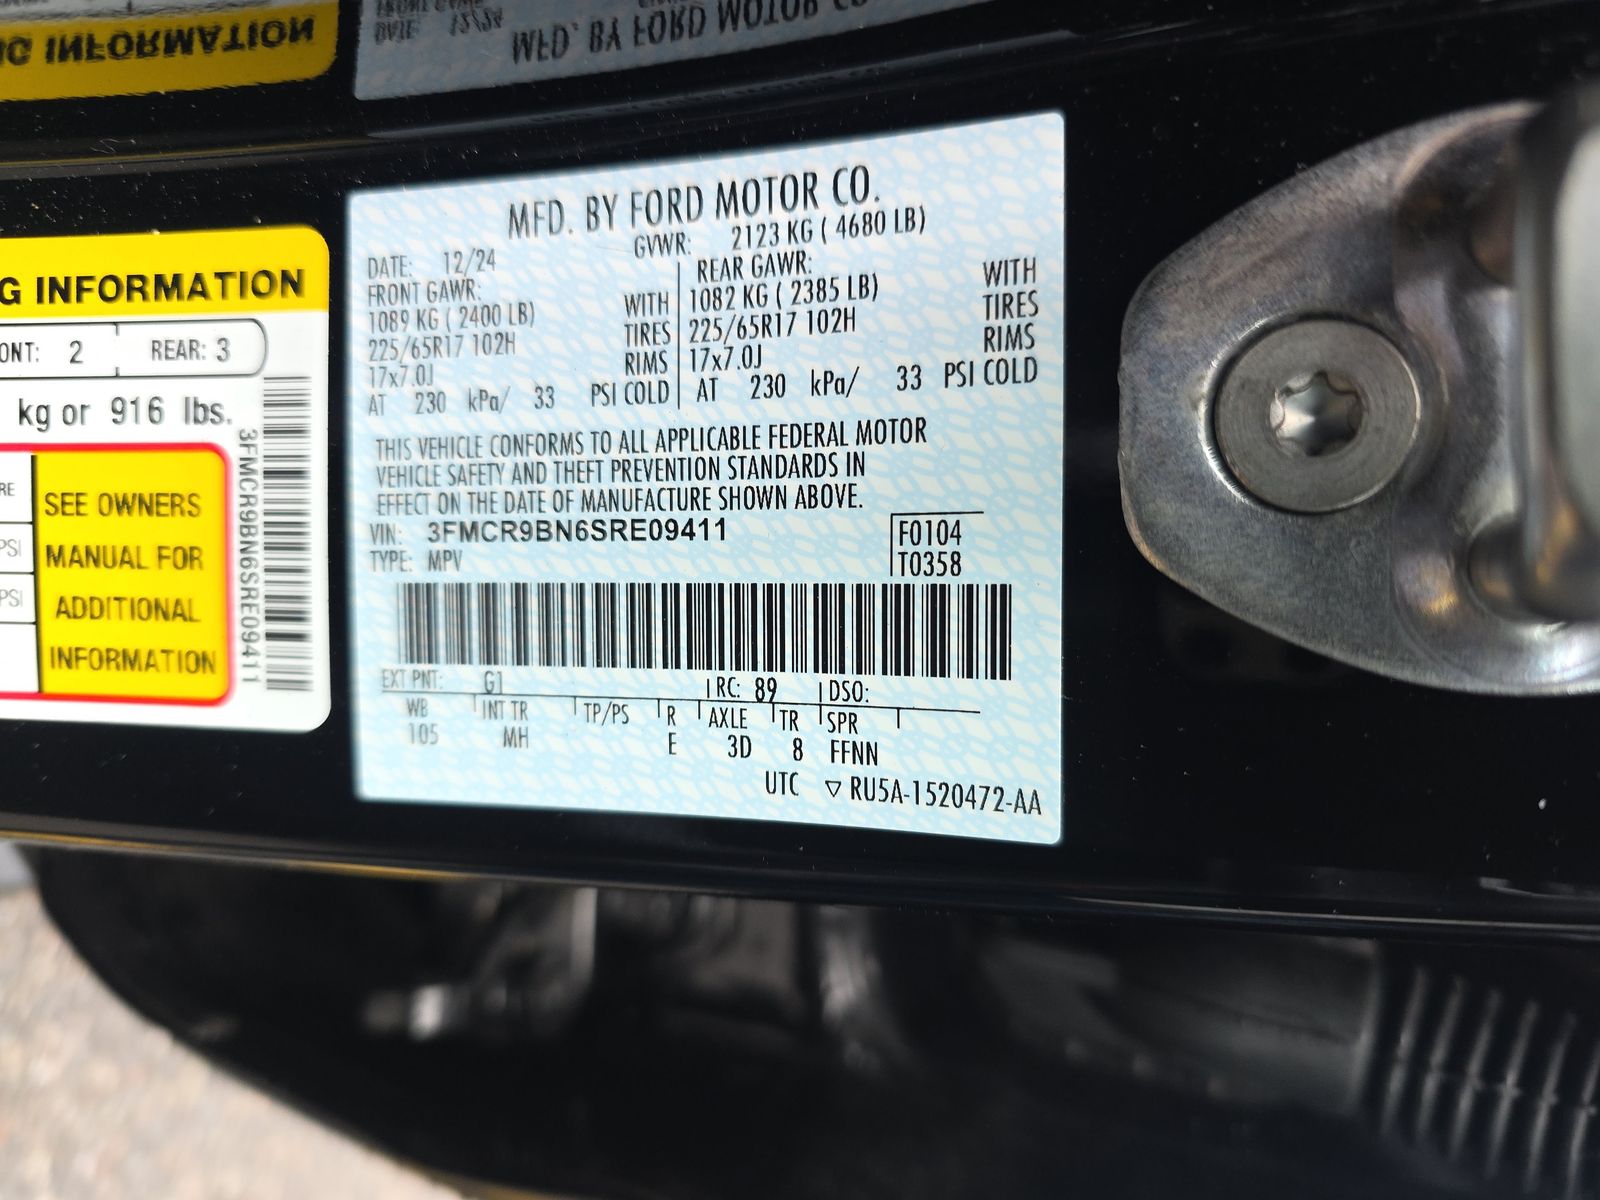 G INFORMATION
ONT: 2 REAR: 3
kg or 916 lbs.
RE
PSI
PSI
SEE OWNERS
MANUAL FOR
ADDITIONAL
INFORMATION
3FMCR9BN6SRE09411
MFD. BY FORD MOTOR CO.
DATE: 12/24 GVWR: 2123 KG ( 4680 LB)
FRONT GAWR: REAR GAWR:
1089 KG ( 2400 LB) WITH 1082 KG ( 2385 LB) WITH
225/65R17 102H TIRES 225/65R17 102H TIRES
17x7.0J RIMS 17x7.0J RIMS
AT 230 kPa/ 33 PSI COLD AT 230 kPa/ 33 PSI COLD
THIS VEHICLE CONFORMS TO ALL APPLICABLE FEDERAL MOTOR
VEHICLE SAFETY AND THEFT PREVENTION STANDARDS IN
EFFECT ON THE DATE OF MANUFACTURE SHOWN ABOVE.
VIN: 3FMCR9BN6SRE09411 F0104
TYPE: MPV T0358
EXT PNT: G1 RC: 89 DSO:
WB INT TR TP/PS R AXLE TR SPR
105 MH E 3D 8 FFNN
UTC ▽ RU5A-1520472-AA